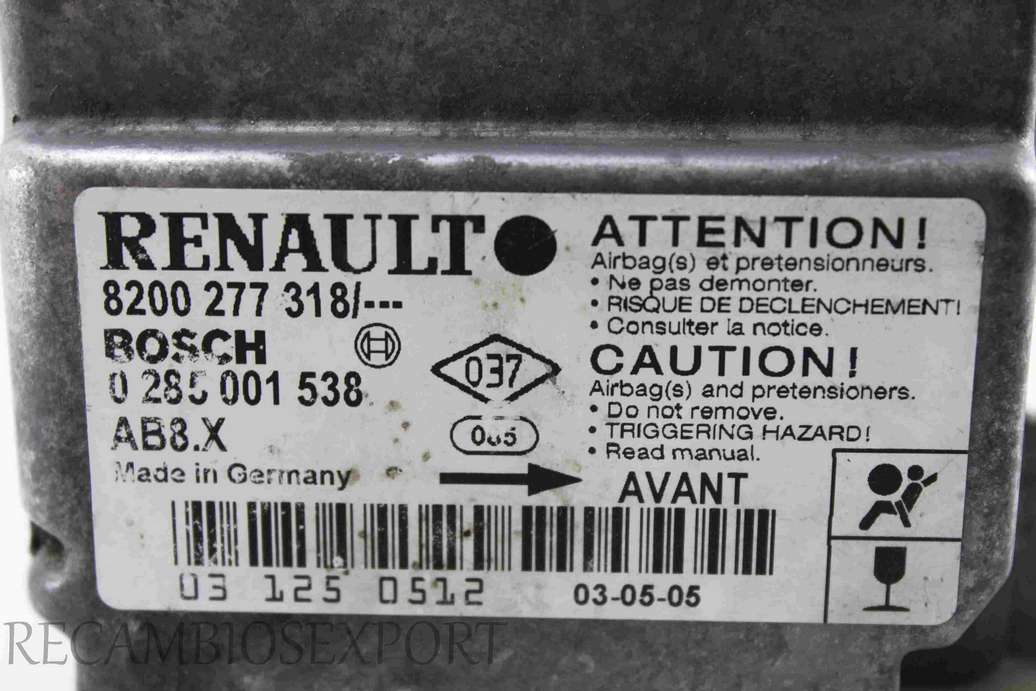 RENAULT
8200 277 318/---
BOSCH
0 285 001 538
AB8.X
Made in Germany
037
ATTENTION!
Airbag(s) et pretensionneurs.
• Ne pas demonter.
• RISQUE DE DECLENCHEMENT!
• Consulter la notice.
CAUTION!
Airbag(s) and pretensioners.
• Do not remove.
• TRIGGERING HAZARD!
• Read manual.
AVANT
03 125 0512
03-05-05
RECAMBIOSEXPORT